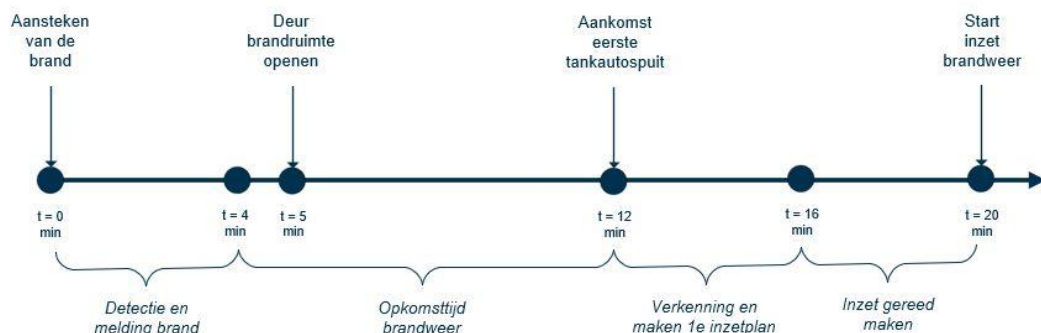 Aansteken
van de
brand
Deur
brandruimte
openen
Aankomst
eerste
tankautospuit
Start
inzet
brandweer
t = 0
min
t = 4
min
t = 5
min
t = 12
min
t = 16
min
t = 20
min
Detectie en
melding brand
Opkomsttijd
brandweer
Verkenning en
maken 1e inzetplan
Inzet gereed
maken